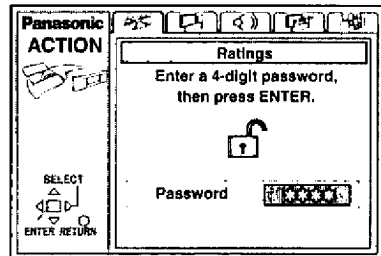 Panasonic
ACTION
Ratings
Enter a 4-digit password,
then press ENTER.
Password
SELECT
ENTER RETURN